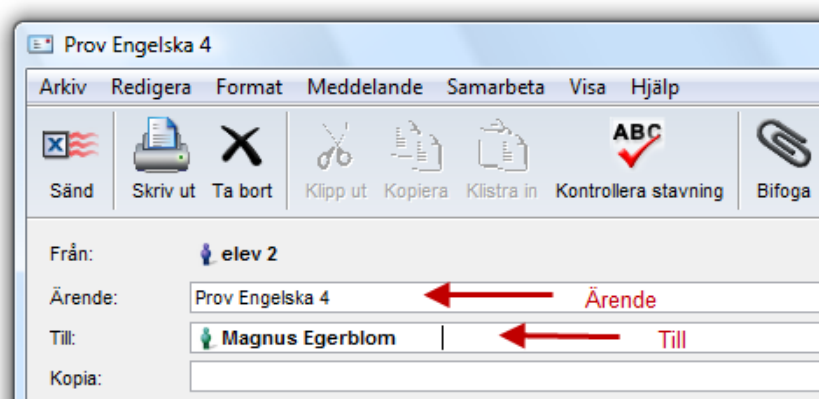 Prov Engelska 4
Arkiv Redigera Format Meddelande Samarbeta Visa Hjälp
ABC
Sänd Skriv ut Ta bort Klipp ut Kopiera Klistra in Kontrollera stavning Bifoga
Från: elev 2
Ärende: Prov Engelska 4 Ärende
Till: Magnus Egerblom Till
Kopia: